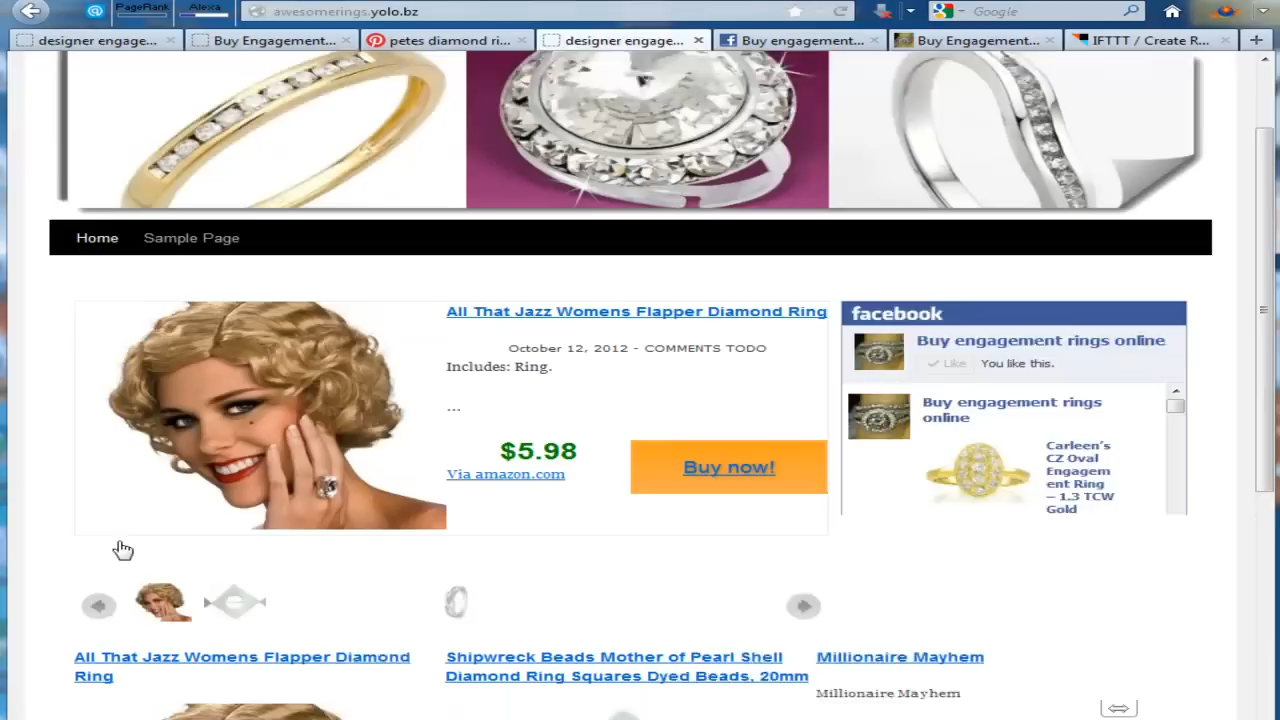 PageRank
Alexa
awesomerings.yolo.bz
Google
designer engage...
Buy Engagement...
petes diamond ri...
designer engage...
Buy engagement...
Buy Engagement...
IFTTT / Create R...
Home
Sample Page
All That Jazz Womens Flapper Diamond Ring
October 12, 2012 - COMMENTS TODO
Includes: Ring.
...
$5.98
Via amazon.com
Buy now!
facebook
Buy engagement rings online
Like
You like this.
Buy engagement rings
online
Carleen's
CZ Oval
Engagem
ent Ring
– 1.3 TCW
Gold
All That Jazz Womens Flapper Diamond
Ring
Shipwreck Beads Mother of Pearl Shell
Diamond Ring Squares Dyed Beads, 20mm
Millionaire Mayhem
Millionaire Mayhem